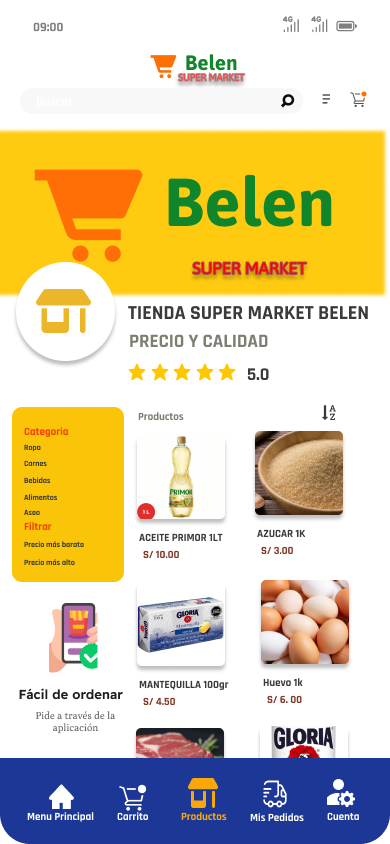 09:00
4G 4G
Belen
SUPER MARKET
buscar
Belen
SUPER MARKET
TIENDA SUPER MARKET BELEN
PRECIO Y CALIDAD
5.0
Categoria
Ropa
Carnes
Bebidas
Alimentos
Aseo
Filtrar
Precio más barato
Precio más alto
Productos
A
Z
PRIMOR
1 L
ACEITE PRIMOR 1LT
S/ 10.00
AZUCAR 1K
S/ 3.00
GLORIA
Mantequilla
MANTEQUILLA 100gr
S/ 4.50
Huevo 1k
S/ 6. 00
GLORIA
Fácil de ordenar
Pide a través de la
aplicación
Menu Principal
Carrito
Productos
Mis Pedidos
Cuenta